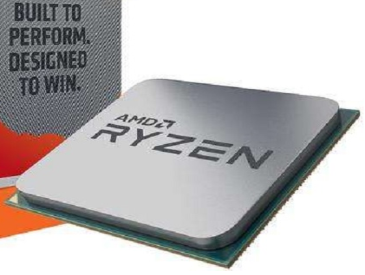 BUILT TO
PERFORM.
DESIGNED
TO WIN.
AMD
RYZEN